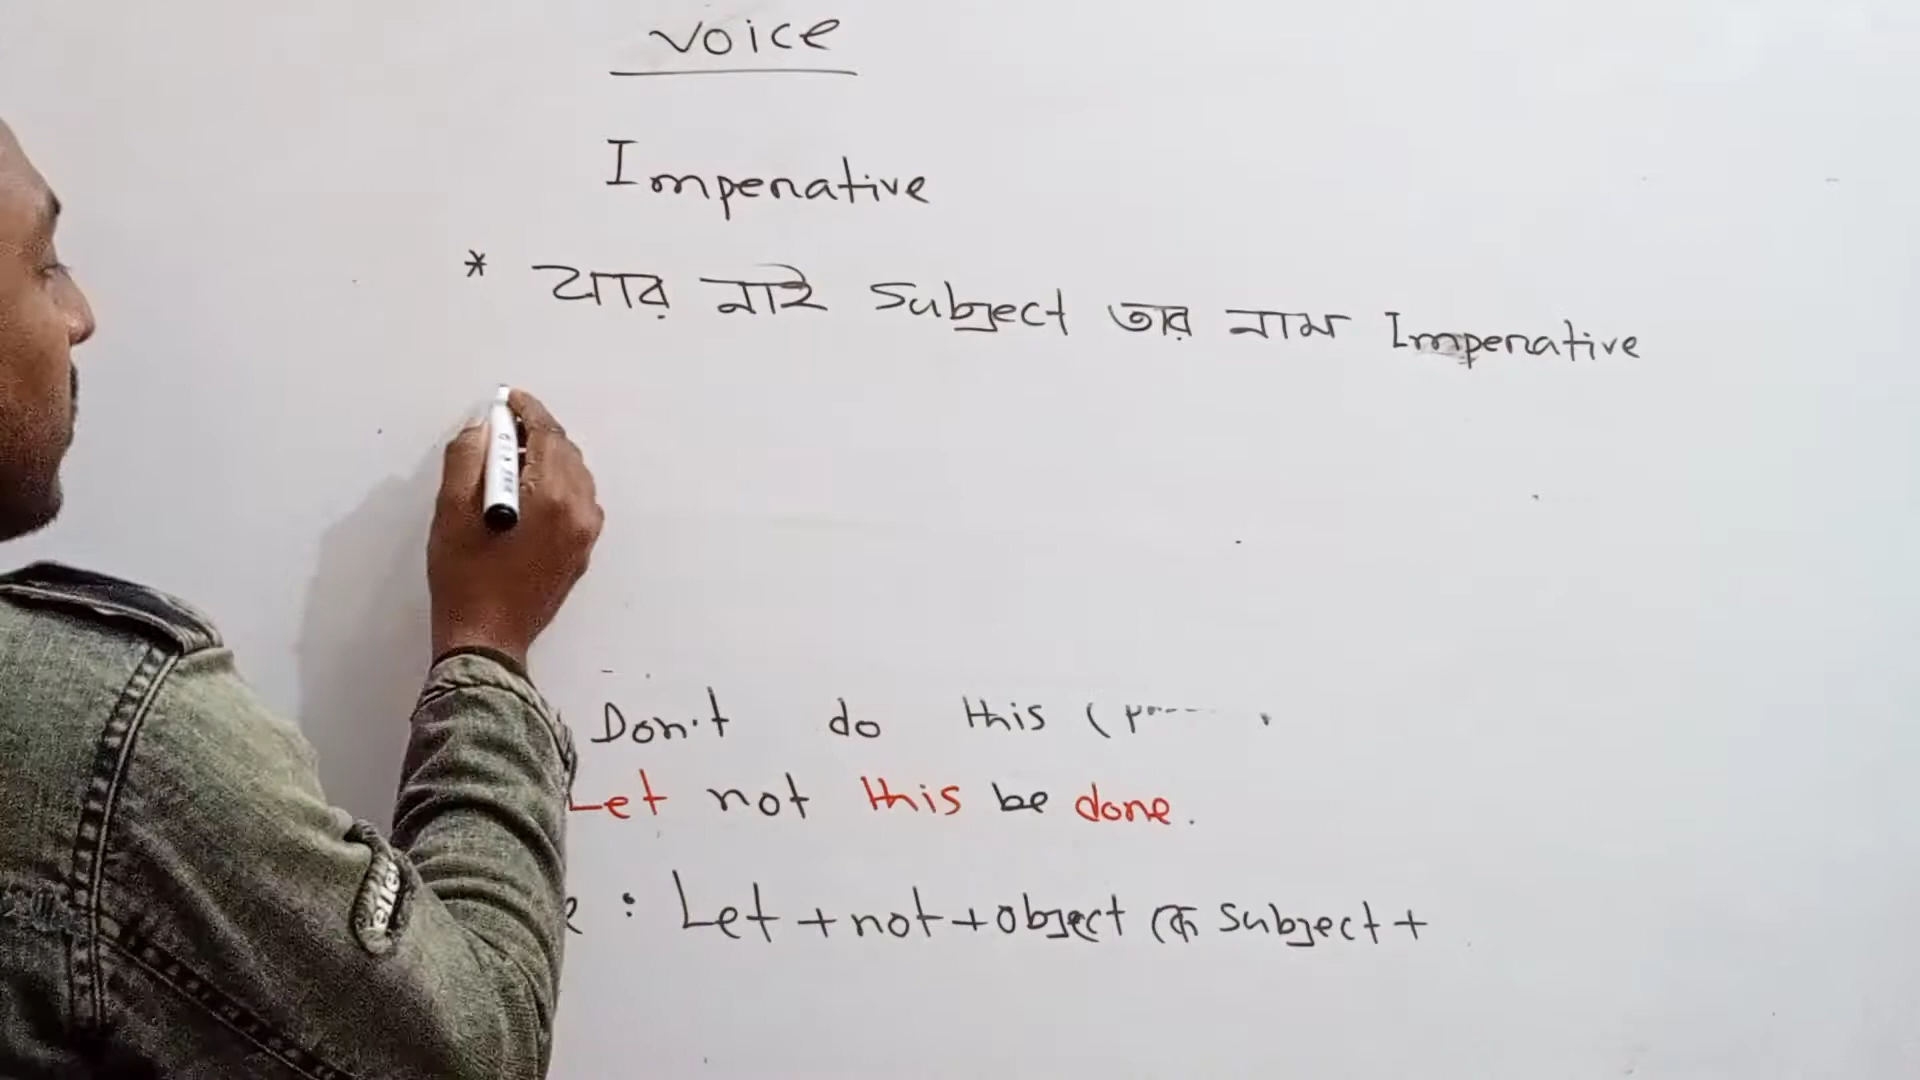 Voice
Imperative
* যার নাই Subject তার নাম Imperative
Don't do this (
Let not this be done.
: Let + not + object কে Subject +